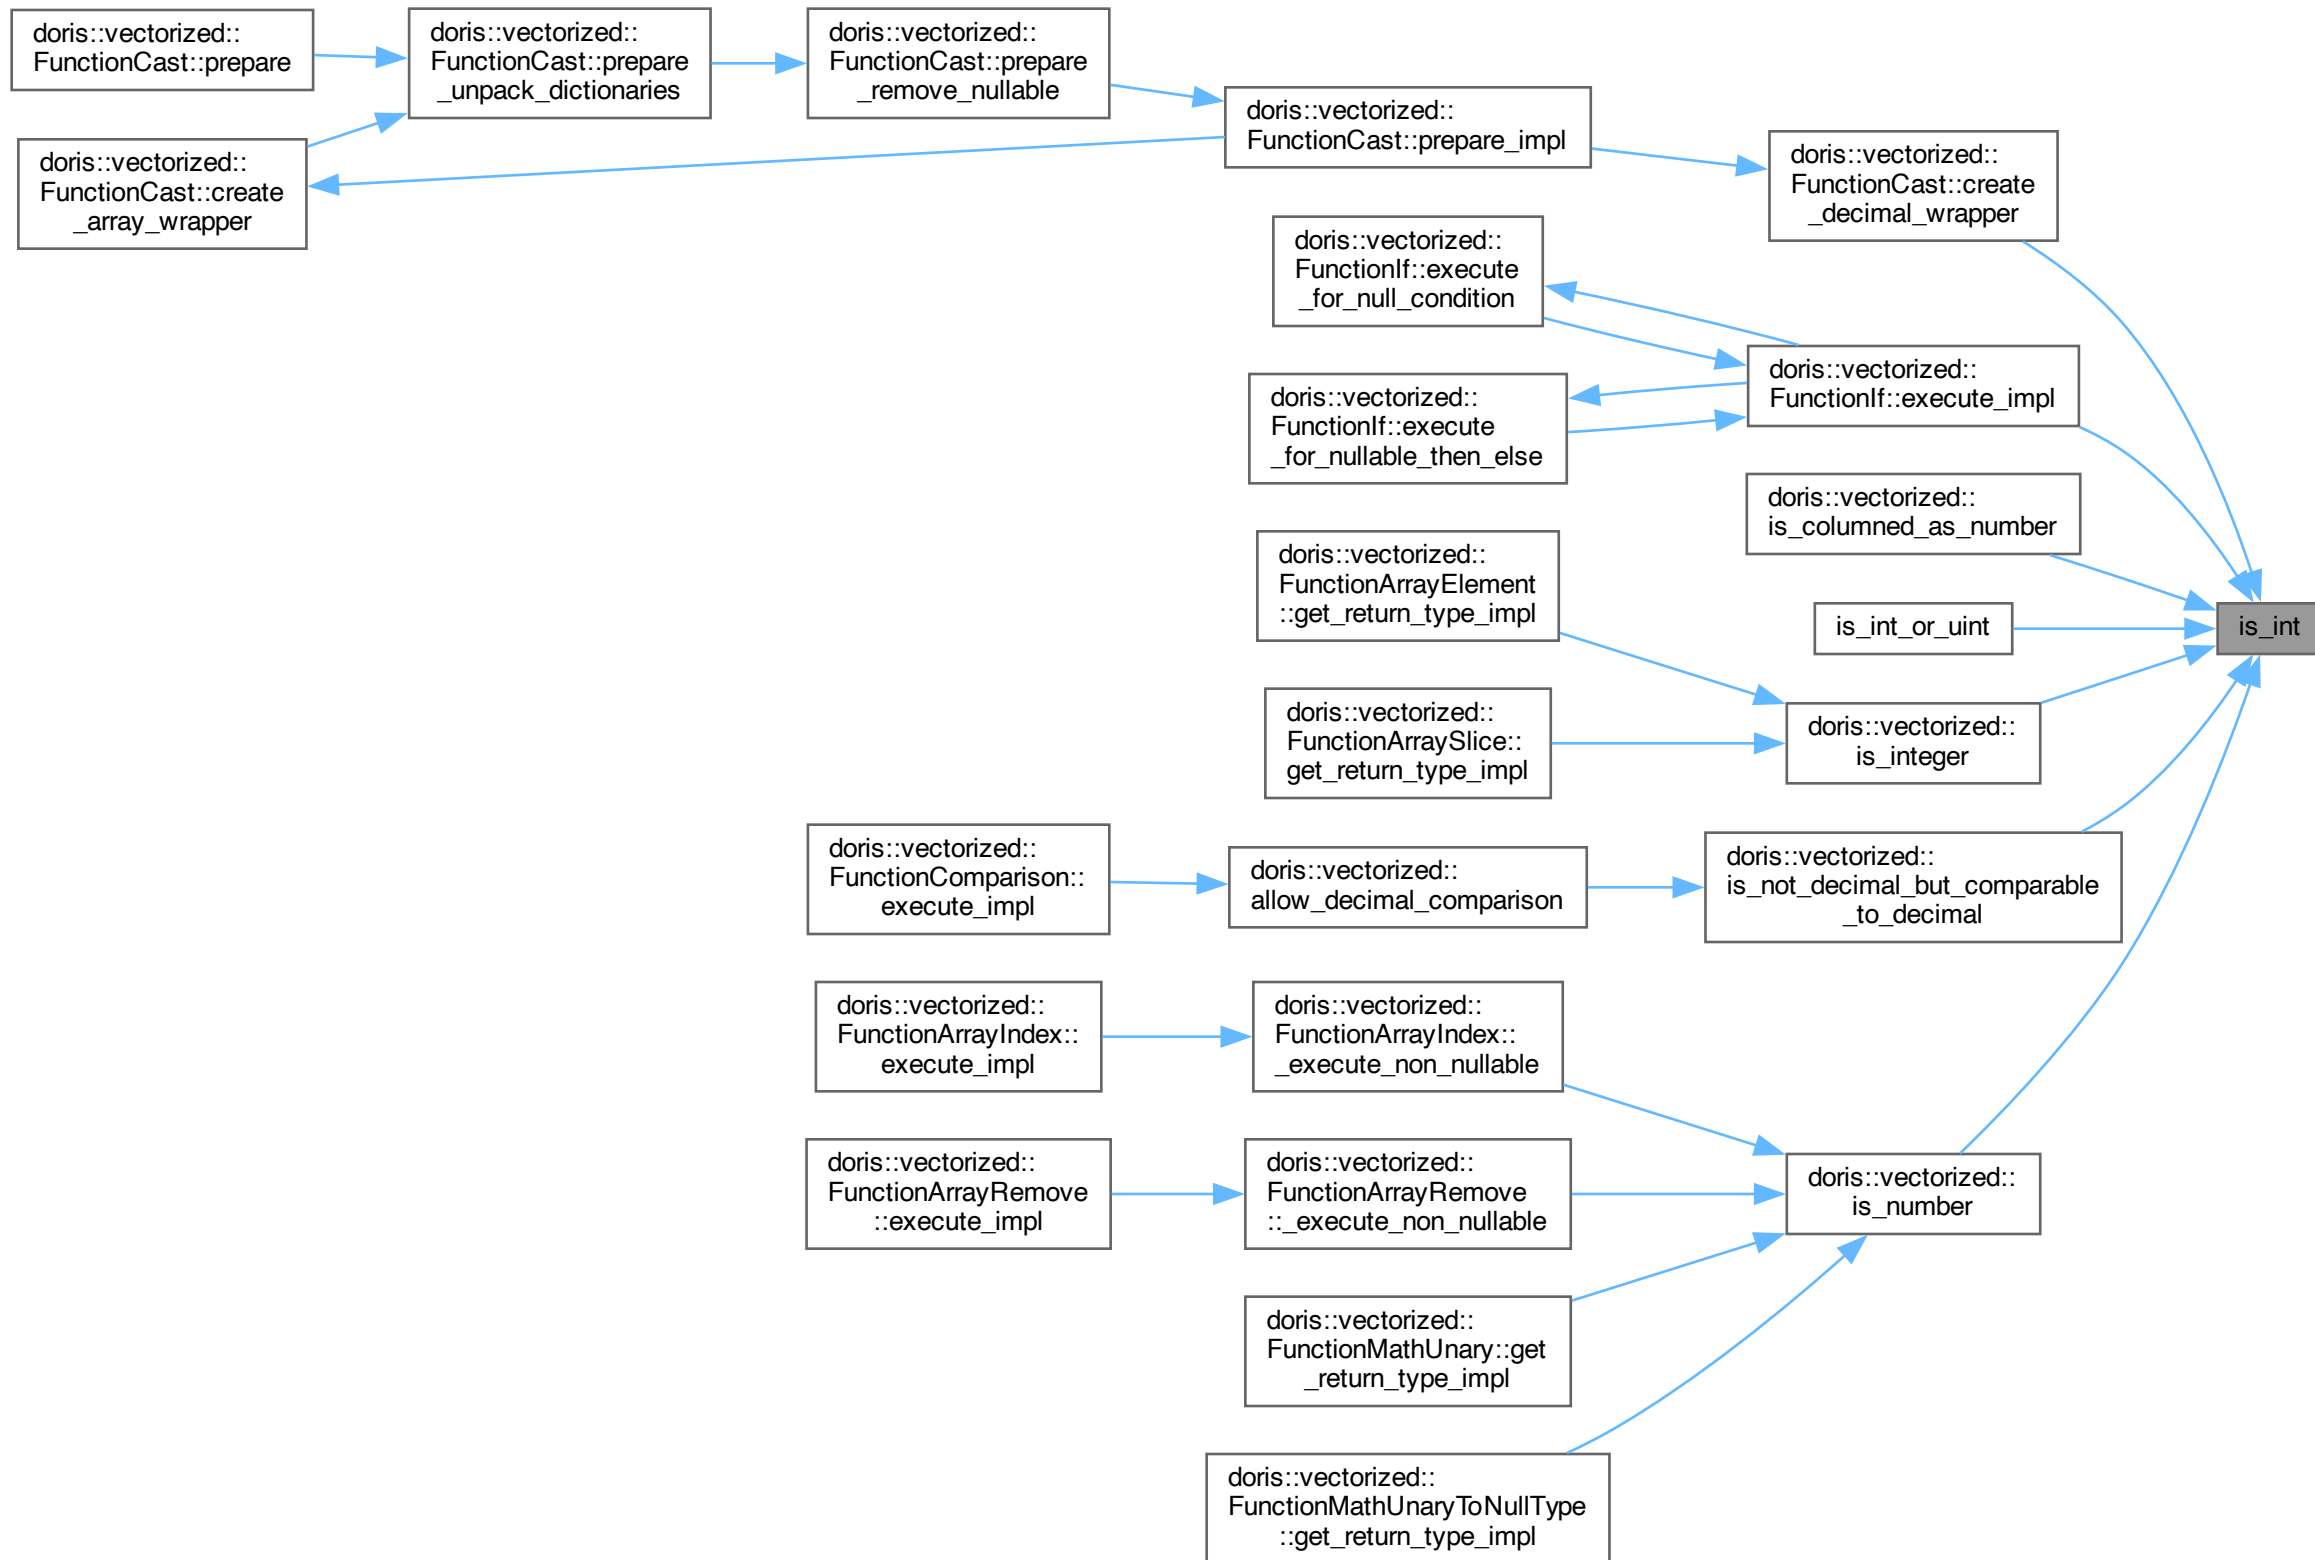 doris::vectorized::
FunctionCast::prepare
doris::vectorized::
FunctionCast::prepare
_unpack_dictionaries
doris::vectorized::
FunctionCast::prepare
_remove_nullable
doris::vectorized::
FunctionCast::prepare_impl
doris::vectorized::
FunctionCast::create
_array_wrapper
doris::vectorized::
FunctionCast::create
_decimal_wrapper
doris::vectorized::
FunctionIf::execute
_for_null_condition
doris::vectorized::
FunctionIf::execute_impl
doris::vectorized::
FunctionIf::execute
_for_nullable_then_else
doris::vectorized::
is_columned_as_number
doris::vectorized::
FunctionArrayElement
::get_return_type_impl
is_int_or_uint
is_int
doris::vectorized::
FunctionArraySlice::
get_return_type_impl
doris::vectorized::
is_integer
doris::vectorized::
FunctionComparison::
execute_impl
doris::vectorized::
allow_decimal_comparison
doris::vectorized::
is_not_decimal_but_comparable
_to_decimal
doris::vectorized::
FunctionArrayIndex::
execute_impl
doris::vectorized::
FunctionArrayIndex::
_execute_non_nullable
doris::vectorized::
FunctionArrayRemove
::execute_impl
doris::vectorized::
FunctionArrayRemove
::_execute_non_nullable
doris::vectorized::
is_number
doris::vectorized::
FunctionMathUnary::get
_return_type_impl
doris::vectorized::
FunctionMathUnaryToNullType
::get_return_type_impl